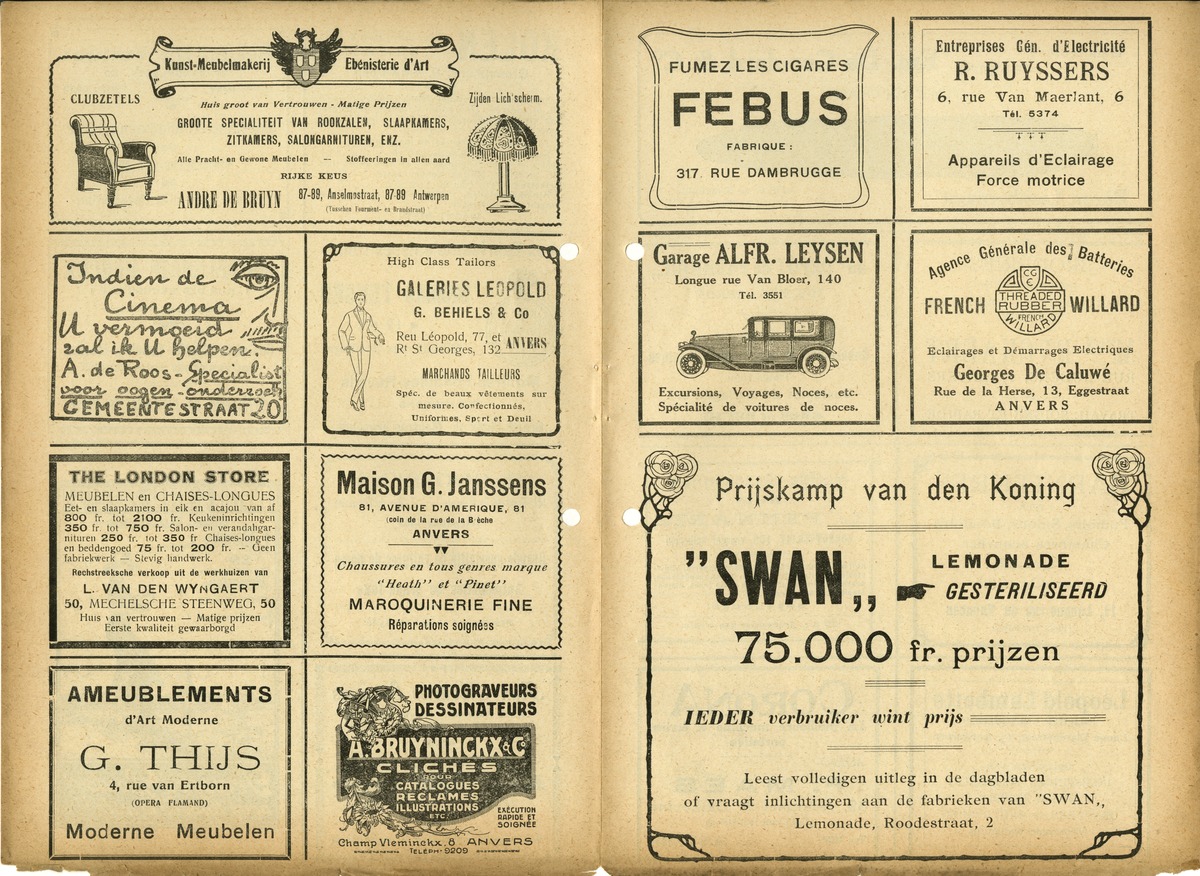 Kunst-Meubelmakerij Ebénisterie d'Art
CLUBZETELS
Zijden Lich'scherm.
Huis groot van Vertrouwen - Matige Prijzen
GROOTE SPECIALITEIT VAN ROOKZALEN, SLAAPKAMERS,
ZITKAMERS, SALONGARNITUREN, ENZ.
Alle Pracht- en Gewone Meubelen — Stoffeeringen in allen aard
RIJKE KEUS
ANDRE DE BRUYN 87-89, Anselmostraat, 87-89 Antwerpen
(Tusschen Tourment- en Brandstraat)
Indien de
Cinema
U vermoeid
zal ik U helpen.
A. de Roos - Specialist
voor oogen-onderzoek
GEMEENTESTRAAT 20
High Class Tailors
GALERIES LEOPOLD
G. BEHIELS & Co
Reu Léopold, 77, et
Rt St Georges, 132 ANVERS
MARCHANDS TAILLEURS
Spéc. de beaux vêtements sur
mesure. Confectionnés,
Uniformes, Sport et Deuil
THE LONDON STORE
MEUBELEN en CHAISES-LONGUES
Eet- en slaapkamers in eik en acajou van af
800 fr. tot 2100 fr. Keukeninrichtingen
350 fr. tot 750 fr. Salon- en verandahgar-
nituren 250 fr. tot 350 fr Chaises-longues
en beddengoed 75 fr. tot 200 fr. — Geen
fabriekwerk — Stevig handwerk.
Rechstreeksche verkoop uit de werkhuizen van
L. VAN DEN WYNGAERT
50, MECHELSCHE STEENWEG, 50
Huis van vertrouwen — Matige prijzen
Eerste kwaliteit gewaarborgd
Maison G. Janssens
81, AVENUE D'AMERIQUE, 81
(coin de la rue de la Brèche
ANVERS
Chaussures en tous genres marque
"Heath" et "Pinet"
MAROQUINERIE FINE
Réparations soignées
AMEUBLEMENTS
d'Art Moderne
G. THIJS
4, rue van Ertborn
(OPERA FLAMAND)
Moderne Meubelen
PHOTOGRAVEURS
DESSINATEURS
A. BRUYNINCKX & Co
CLICHÉS
POUR
CATALOGUES
RECLAMES
ILLUSTRATIONS
ETC.
EXÉCUTION
RAPIDE ET
SOIGNÉE
Champ Vleminckx. 8 ANVERS
TELEPH. 9209
FUMEZ LES CIGARES
FEBUS
FABRIQUE :
317. RUE DAMBRUGGE
Entreprises Gén. d'Electricité
R. RUYSSERS
6, rue Van Maerlant, 6
Tél. 5374
Appareils d'Eclairage
Force motrice
Garage ALFR. LEYSEN
Longue rue Van Bloer, 140
Tél. 3551
Excursions, Voyages, Noces, etc.
Spécialité de voitures de noces.
Agence Générale des Batteries
FRENCH WILLARD
THREADED
RUBBER
FRENCH
WILLARD
Eclairages et Démarrages Electriques
Georges De Caluwé
Rue de la Herse, 13, Eggestraat
ANVERS
Prijskamp van den Koning
"SWAN,,
LEMONADE
GESTERILISEERD
75.000 fr. prijzen
IEDER verbruiker wint prijs
Leest volledigen uitleg in de dagbladen
of vraagt inlichtingen aan de fabrieken van "SWAN,,
Lemonade, Roodestraat, 2